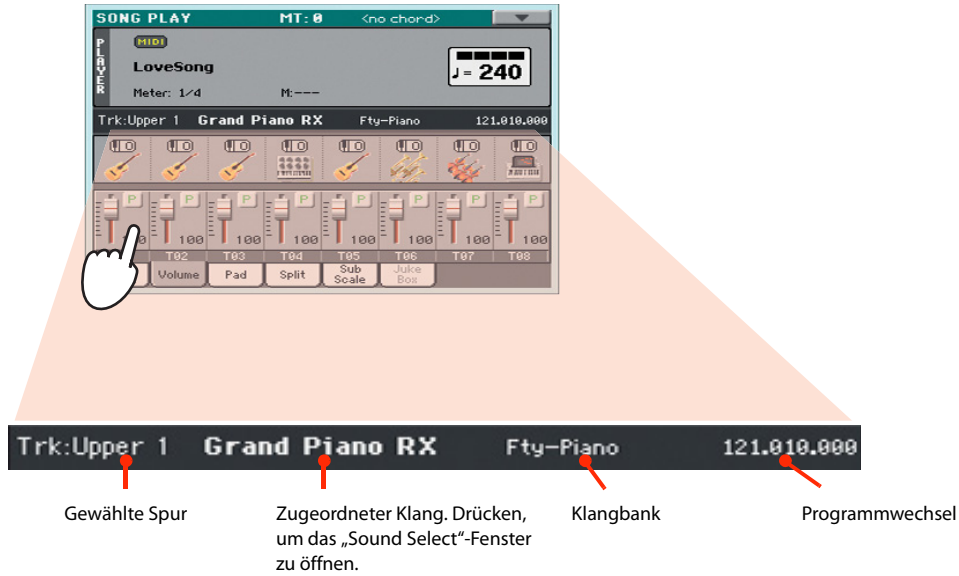 SONG PLAY MT: 0 <no chord>
PLAYER
MIDI
LoveSong
♩= 240
Meter: 1/4 M:---
Trk:Upper 1 Grand Piano RX Fty-Piano 121.010.000
P P P P P P P P
100 100 100 100 100 100 100
T02 T03 T04 T05 T06 T07 T08
Volume Pad Split Sub Scale Juke Box
Trk:Upper 1 Grand Piano RX Fty-Piano 121.010.000
Gewählte Spur
Zugeordneter Klang. Drücken,
um das „Sound Select“-Fenster
zu öffnen.
Klangbank
Programmwechsel